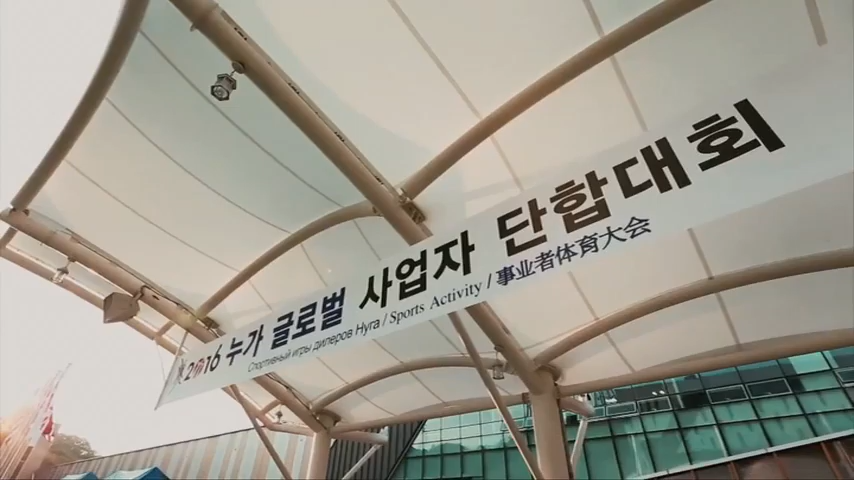 2016 누가 글로벌 사업자 단합대회
Спортивный игры дилеров Нуга / Sports Activity / 事业者体育大会